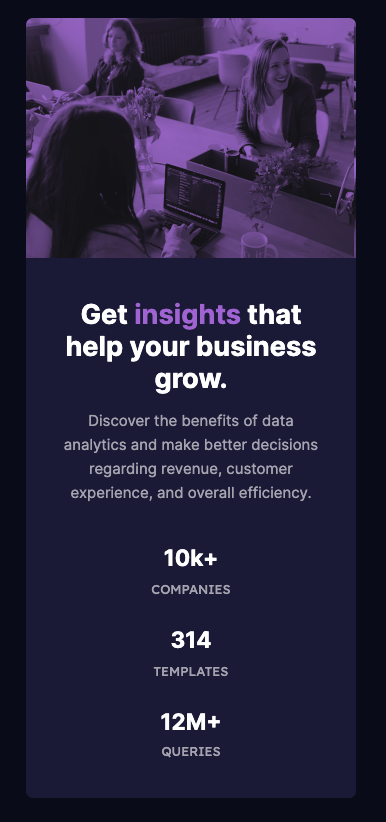 Get insights that
help your business
grow.
Discover the benefits of data
analytics and make better decisions
regarding revenue, customer
experience, and overall efficiency.
10k+
COMPANIES
314
TEMPLATES
12M+
QUERIES